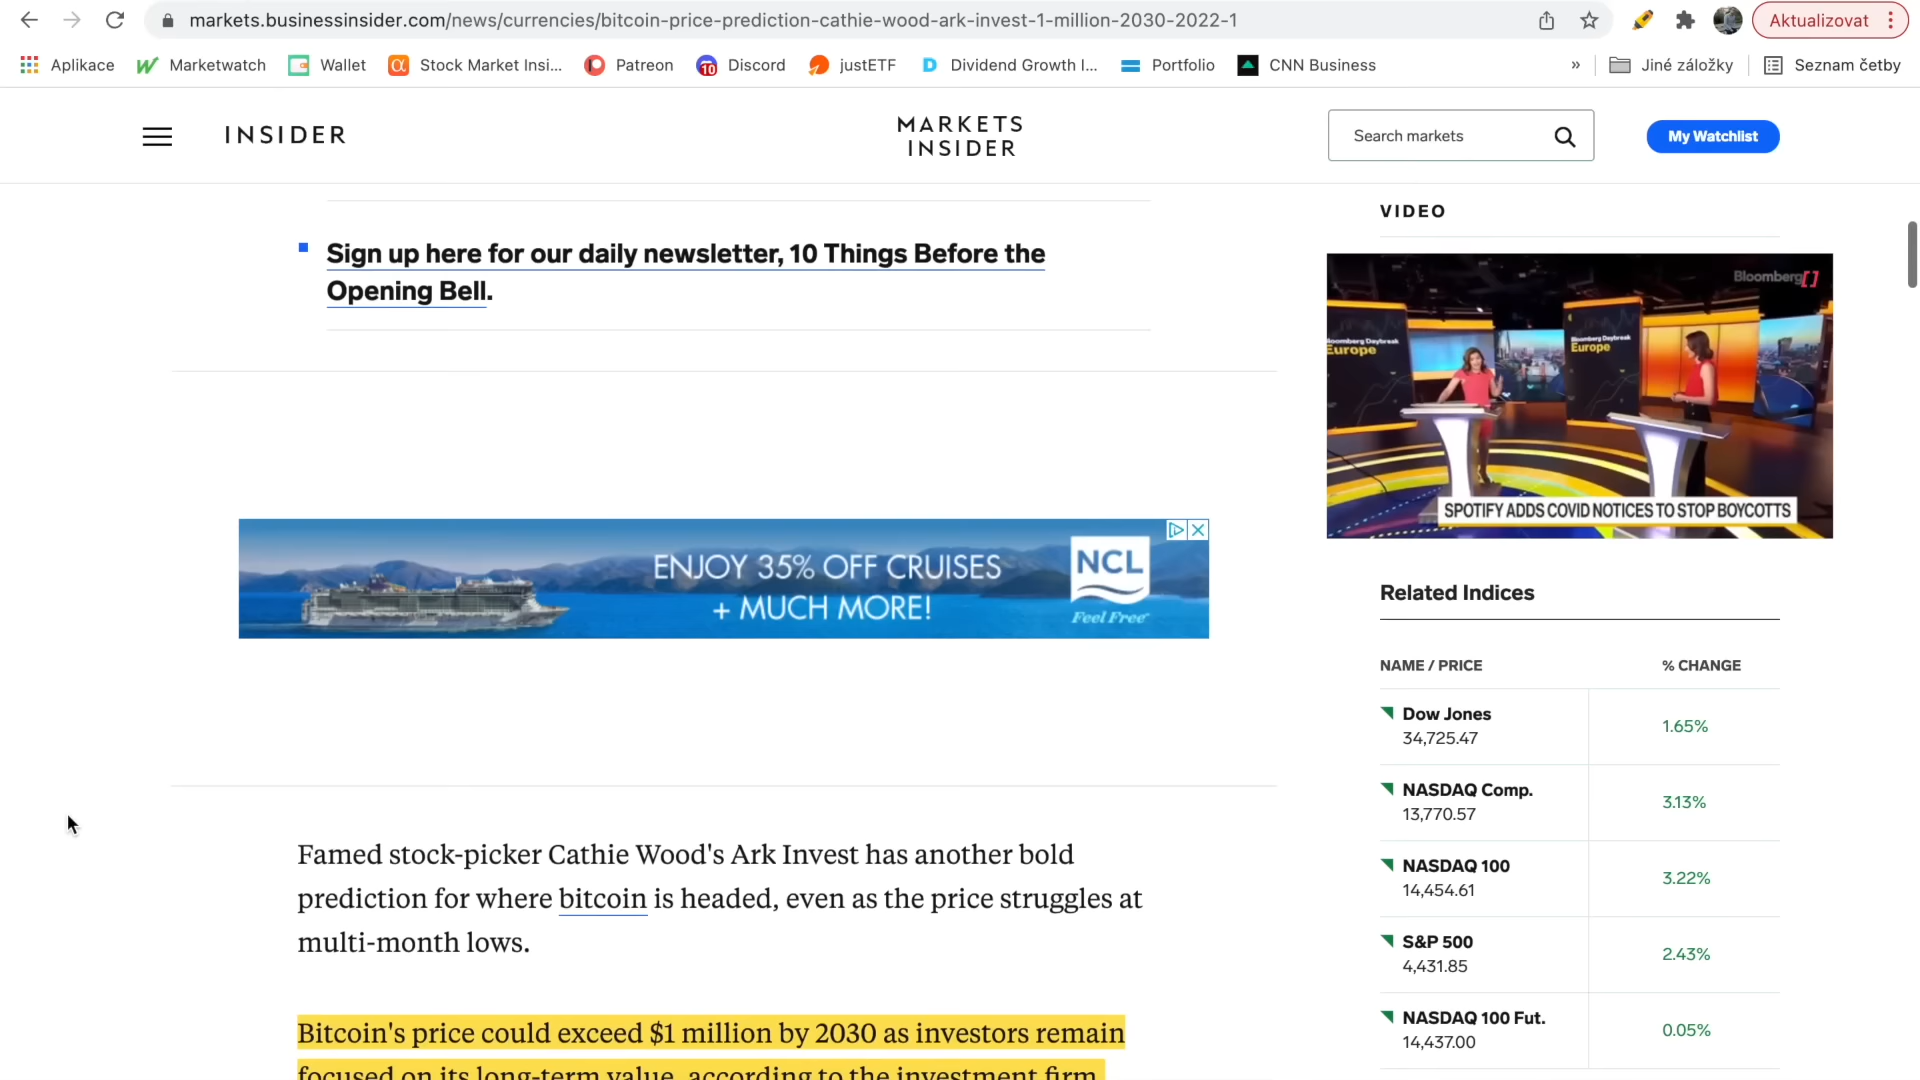 markets.businessinsider.com/news/currencies/bitcoin-price-prediction-cathie-wood-ark-invest-1-million-2030-2022-1
Aktualizovat
Aplikace
Marketwatch
Wallet
Stock Market Insi...
Patreon
10
Discord
justETF
Dividend Growth I...
Portfolio
CNN Business
»
Jiné záložky
Seznam četby
INSIDER
MARKETS
INSIDER
Search markets
My Watchlist
Sign up here for our daily newsletter, 10 Things Before the
Opening Bell.
ENJOY 35% OFF CRUISES
+ MUCH MORE!
NCL
Feel Free
Famed stock-picker Cathie Wood's Ark Invest has another bold
prediction for where bitcoin is headed, even as the price struggles at
multi-month lows.
Bitcoin's price could exceed $1 million by 2030 as investors remain
focused on its long-term value, according to the investment firm.
VIDEO
Bloomberg
Bloomberg Daybreak
Europe
Bloomberg Daybreak
Europe
SPOTIFY ADDS COVID NOTICES TO STOP BOYCOTTS
Related Indices
NAME / PRICE % CHANGE
Dow Jones
34,725.47
1.65%
NASDAQ Comp.
13,770.57
3.13%
NASDAQ 100
14,454.61
3.22%
S&P 500
4,431.85
2.43%
NASDAQ 100 Fut.
14,437.00
0.05%